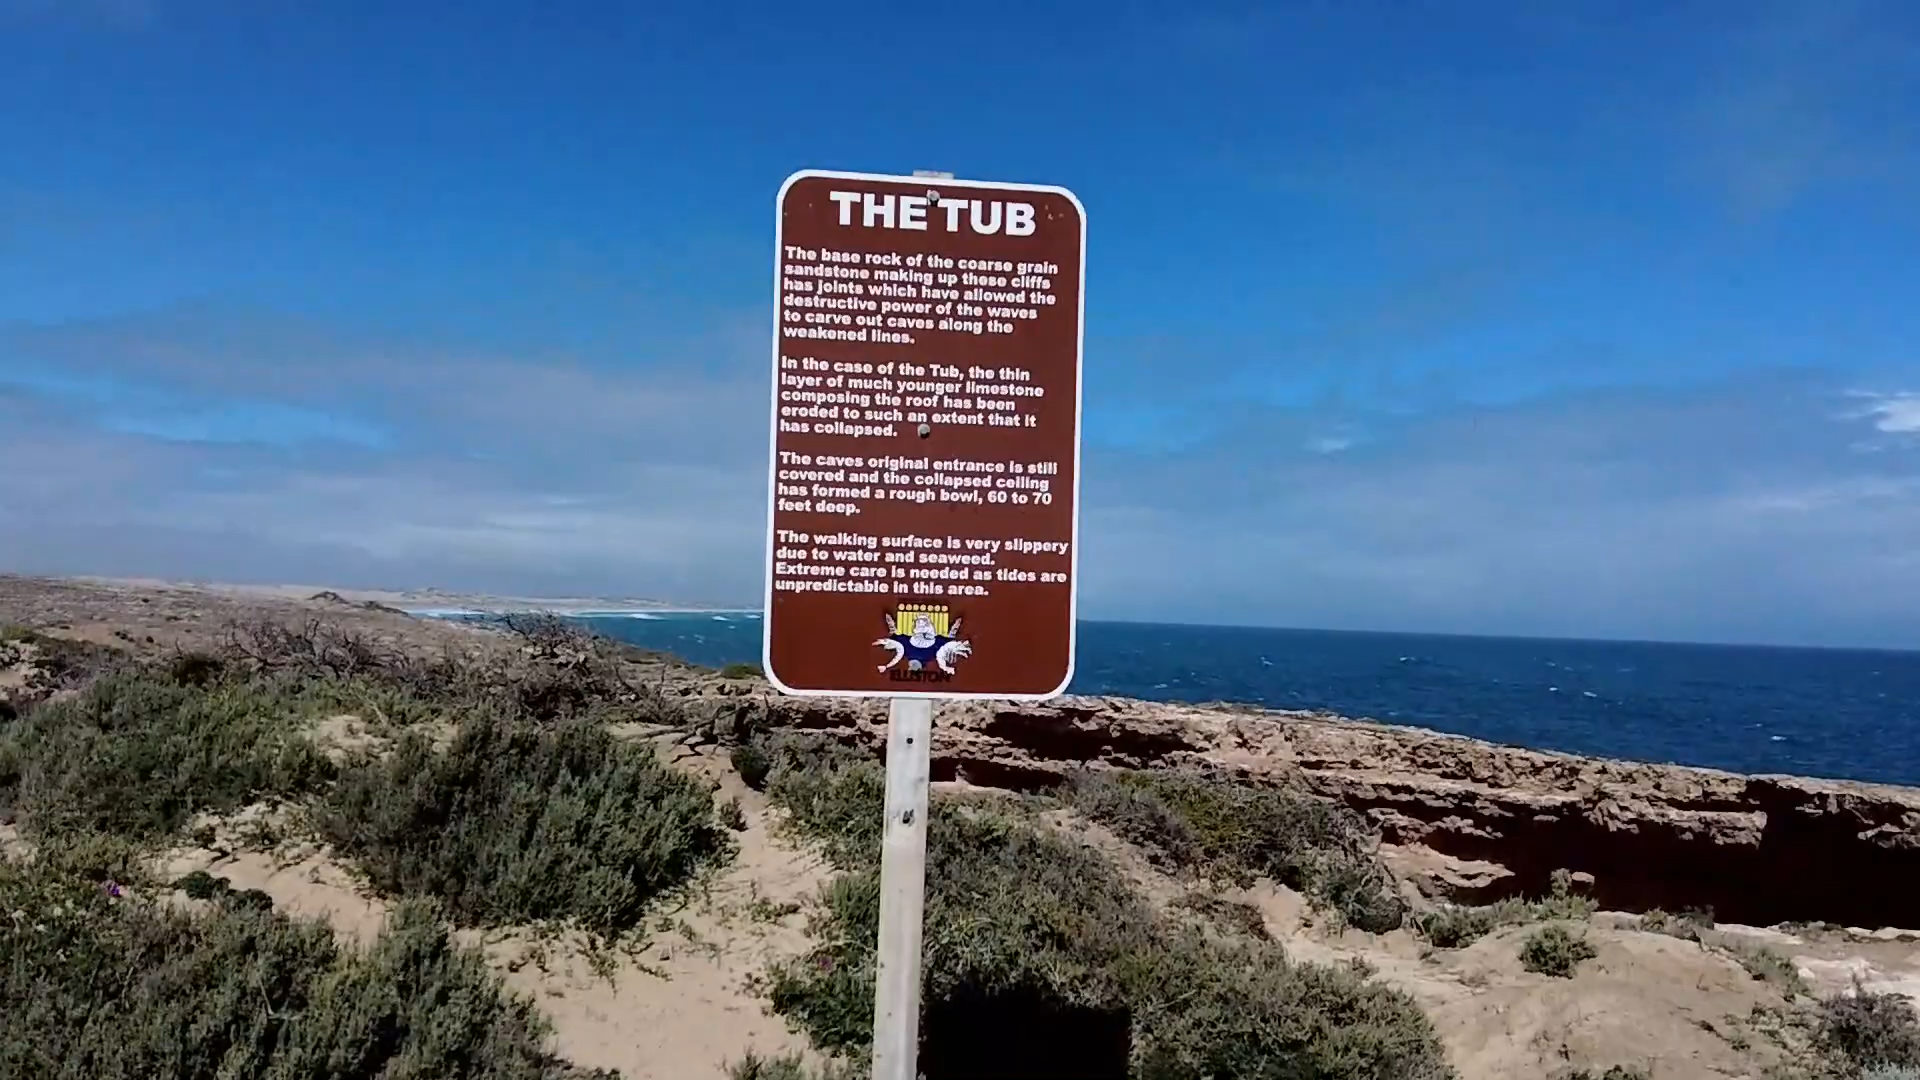 THE TUB
The base rock of the coarse grain
sandstone making up these cliffs
has joints which have allowed the
destructive power of the waves
to carve out caves along the
weakened lines.
In the case of the Tub, the thin
layer of much younger limestone
composing the roof has been
eroded to such an extent that it
has collapsed.
The caves original entrance is still
covered and the collapsed ceiling
has formed a rough bowl, 60 to 70
feet deep.
The walking surface is very slippery
due to water and seaweed.
Extreme care is needed as tides are
unpredictable in this area.
ELLISTON